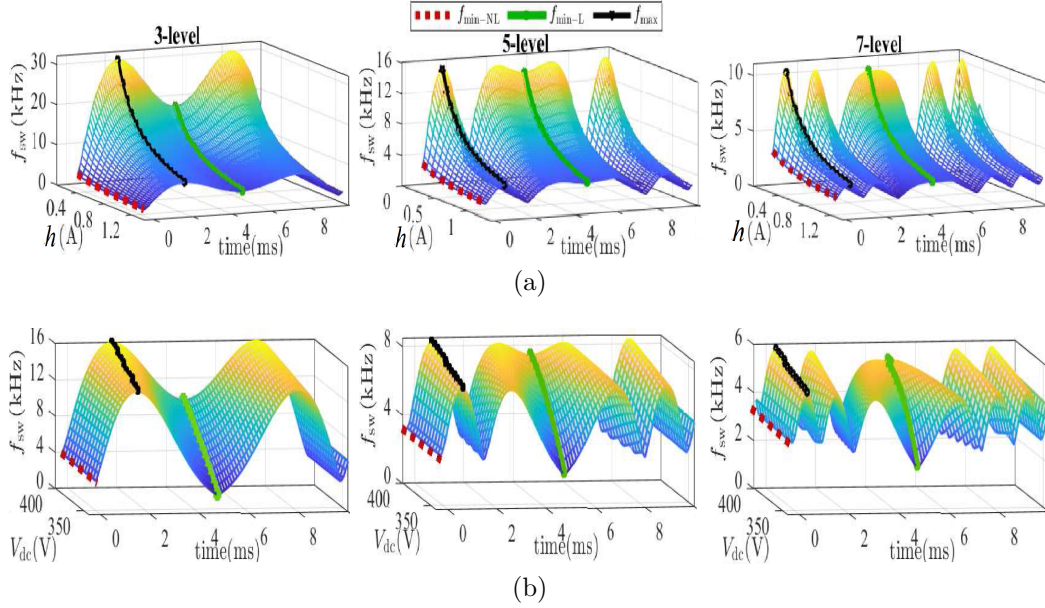 f_min−NL f_min−L f_max
3-level 5-level 7-level
f_sw (kHz) 30 20 10 0
h(A) 0.4 0.8 1.2
time(ms) 0 2 4 6 8
f_sw (kHz) 16 12 8 4 0
h(A) 0.5 1
time(ms) 0 2 4 6 8
f_sw (kHz) 10 5 0
h(A) 0.4 0.8 1.2
time(ms) 0 2 4 6 8
(a)
f_sw (kHz) 16 12 8 4 0
V_dc(V) 400 350
time(ms) 0 2 4 6 8
f_sw (kHz) 8 4 0
V_dc(V) 400 350
time(ms) 0 2 4 6 8
f_sw (kHz) 6 4 2 0
V_dc(V) 400 350
time(ms) 0 2 4 6 8
(b)